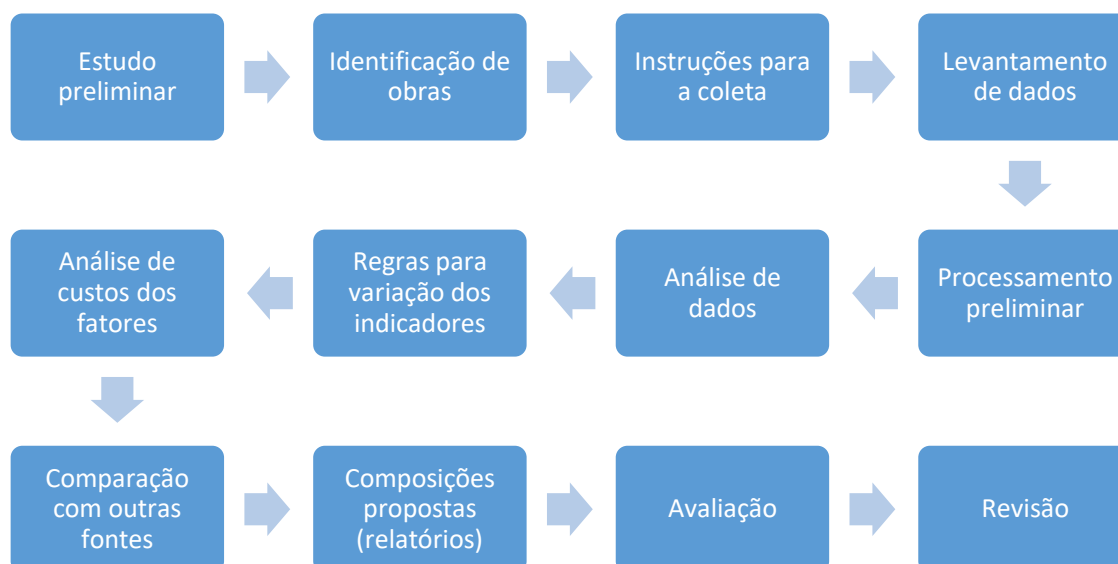 Estudo
preliminar
Identificação de
obras
Instruções para
a coleta
Levantamento
de dados
Processamento
preliminar
Análise de
dados
Regras para
variação dos
indicadores
Análise de
custos dos
fatores
Comparação
com outras
fontes
Composições
propostas
(relatórios)
Avaliação
Revisão